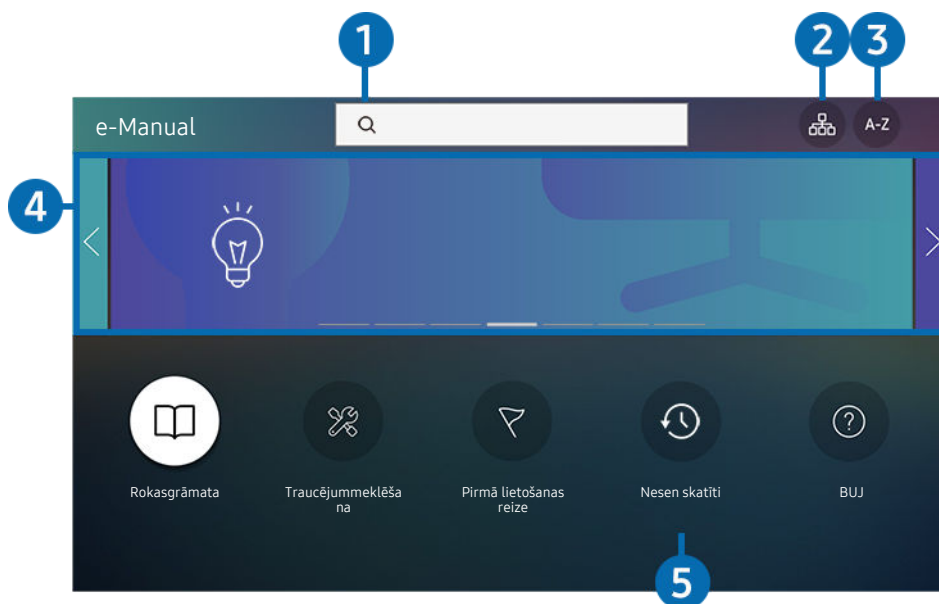 1
2
3
e-Manual
A-Z
4
Rokasgrāmata
Traucējummeklēša
na
Pirmā lietošanas
reize
Nesen skatīti
?
BUJ
5